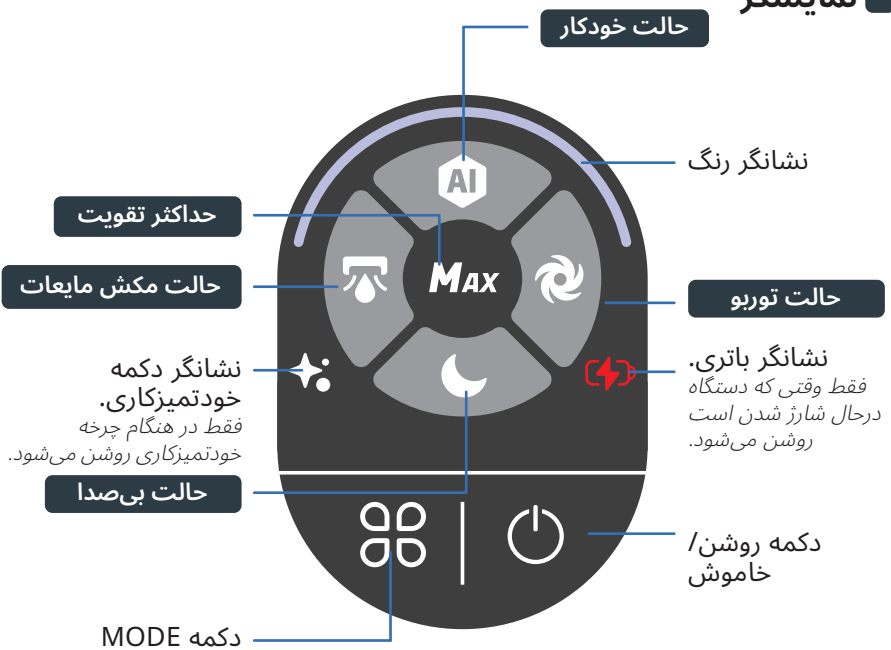 نمایشگر
حالت خودکار
نشانگر رنگ
AI
حداکثر تقویت
MAX
حالت مکش مایعات
حالت توربو
نشانگر باتری.
فقط وقتی که دستگاه
درحال شارژ شدن است
روشن می‌شود.
نشانگر دکمه
خودتمیزکاری.
فقط در هنگام چرخه
خودتمیزکاری روشن می‌شود.
حالت بی‌صدا
دکمه روشن/
خاموش
دکمه MODE